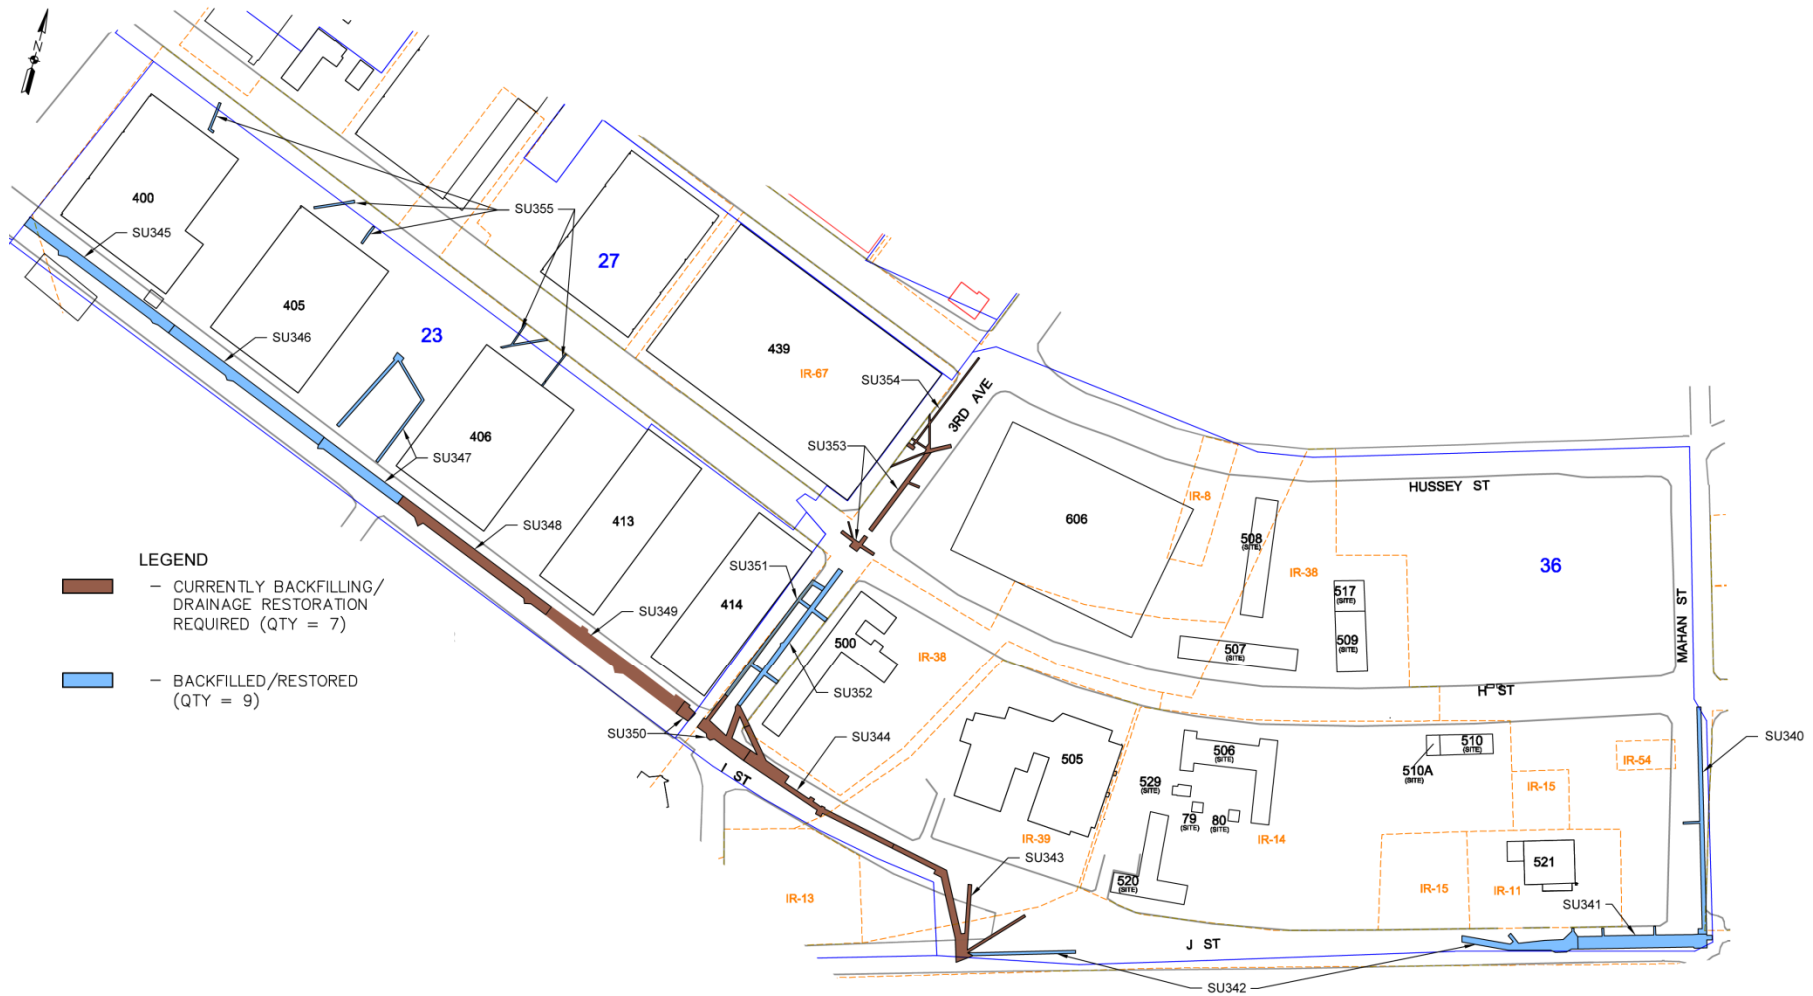 N
400
SU345
SU355
27
405
SU346
23
439
IR-67
SU354
3RD AVE
406
SU347
SU353
HUSSEY ST
IR-8
606
508
(SITE)
SU348
413
IR-38
36
LEGEND
– CURRENTLY BACKFILLING/
DRAINAGE RESTORATION
REQUIRED (QTY = 7)
– BACKFILLED/RESTORED
(QTY = 9)
SU351
414
SU349
517
(SITE)
509
(SITE)
MAHAN ST
500
IR-38
507
(SITE)
SU352
H ST
SU350
SU344
I ST
505
506
(SITE)
510
(SITE)
510A
(SITE)
IR-54
SU340
529
(SITE)
IR-15
79
(SITE)
80
(SITE)
IR-14
IR-39
SU343
521
520
(SITE)
IR-13
IR-15
IR-11
SU341
J ST
SU342